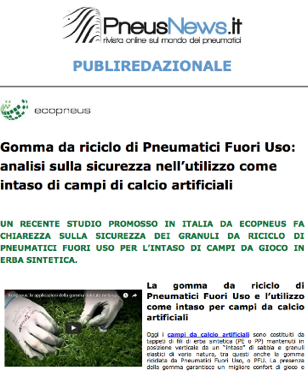 PneusNews.it
rivista online sul mondo dei pneumatici
PUBLIREDAZIONALE
ecopneus
Gomma da riciclo di Pneumatici Fuori Uso:
analisi sulla sicurezza nell'utilizzo come
intaso di campi di calcio artificiali
UN RECENTE STUDIO PROMOSSO IN ITALIA DA ECOPNEUS FA
CHIAREZZA SULLA SICUREZZA DEI GRANULI DA RICICLO DI
PNEUMATICI FUORI USO PER L'INTASO DI CAMPI DA GIOCO IN
ERBA SINTETICA.
La gomma da riciclo di
Pneumatici Fuori Uso e l'utilizzo
come intaso per campi da calcio
artificiali
Oggi i campi da calcio artificiali sono costituiti da
tappeti di fili di erba sintetica (PE o PP) mantenuti in
posizione verticale da un "intaso" di sabbia e granuli
elastici di varia natura, tra questi anche la gomma
riciclata da Pneumatici Fuori Uso, o PFU. La presenza
della gomma garantisce un migliore confort di gioco e